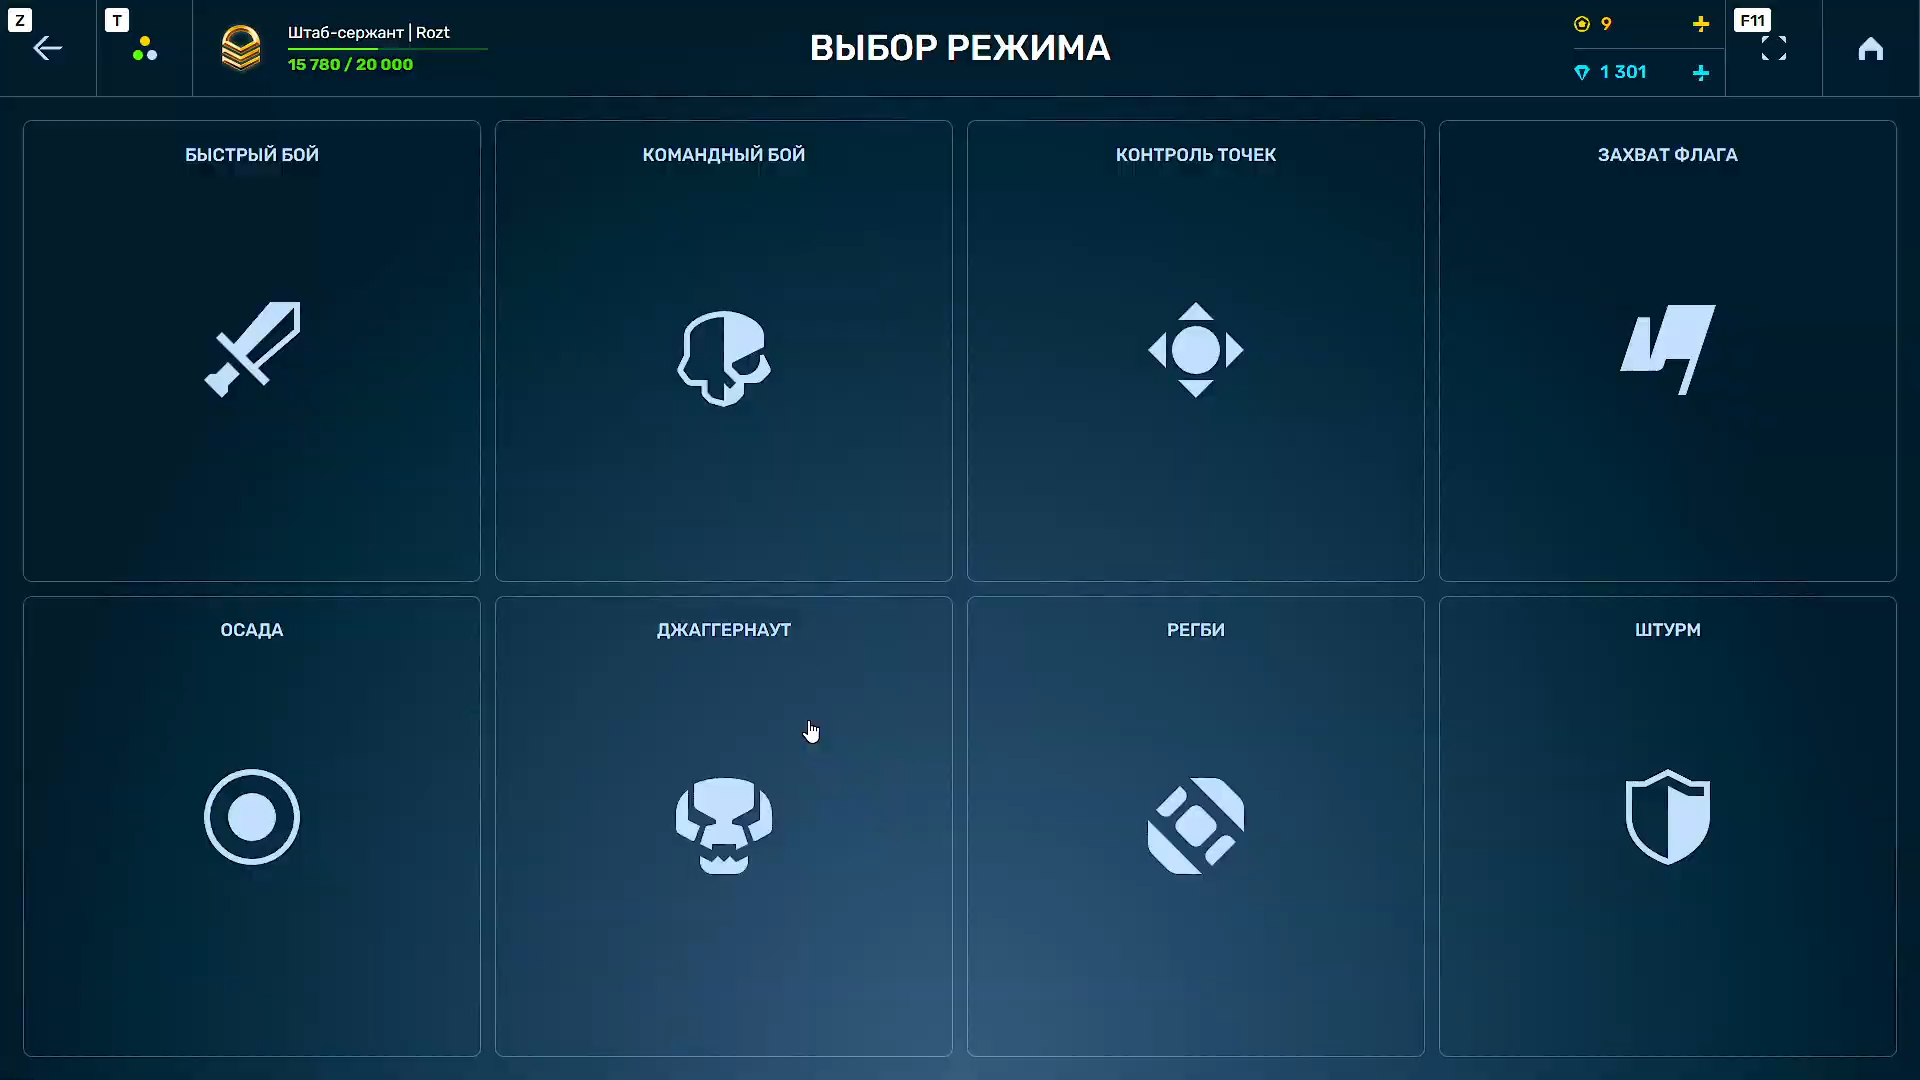 Z
T
Штаб-сержант | Rozt
15 780 / 20 000
ВЫБОР РЕЖИМА
9
1 301
F11
БЫСТРЫЙ БОЙ
КОМАНДНЫЙ БОЙ
КОНТРОЛЬ ТОЧЕК
ЗАХВАТ ФЛАГА
ОСАДА
ДЖАГГЕРНАУТ
РЕГБИ
ШТУРМ